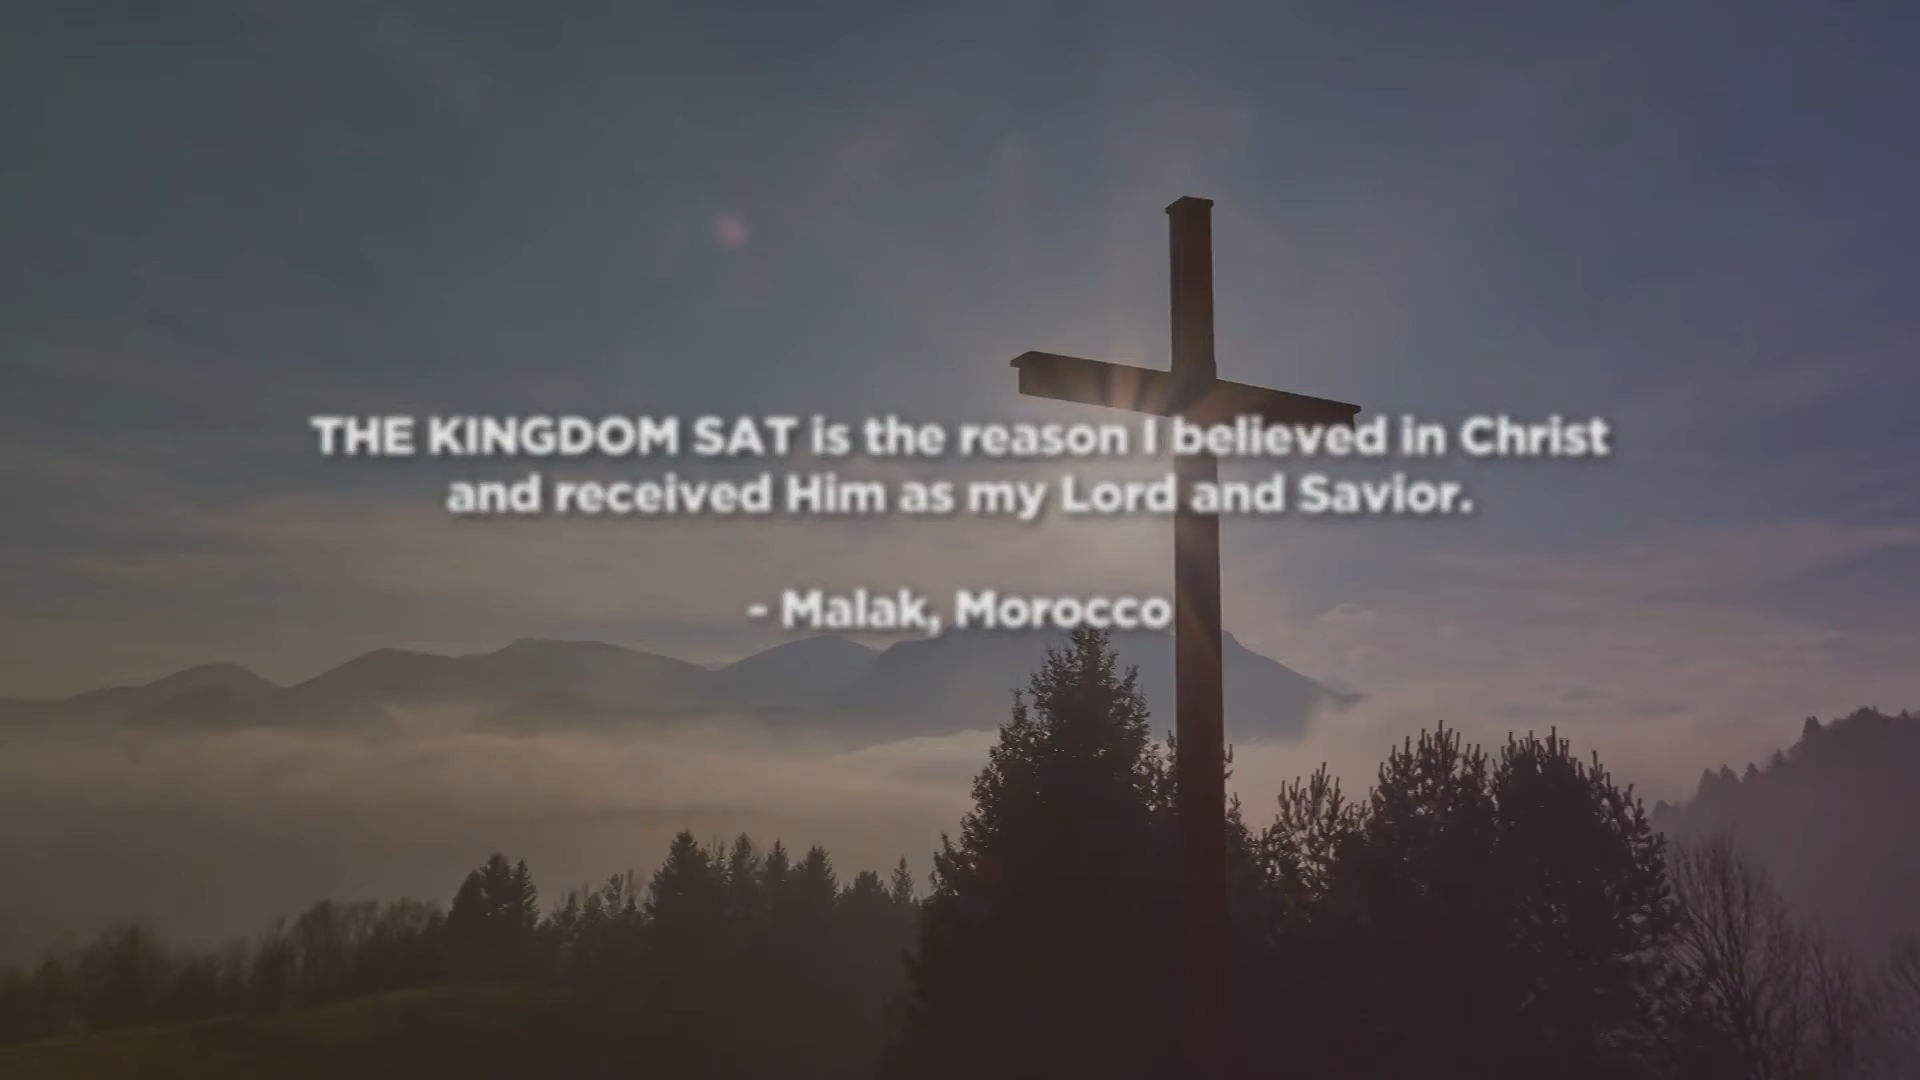 THE KINGDOM SAT is the reason I believed in Christ
and received Him as my Lord and Savior.
- Malak, Morocco